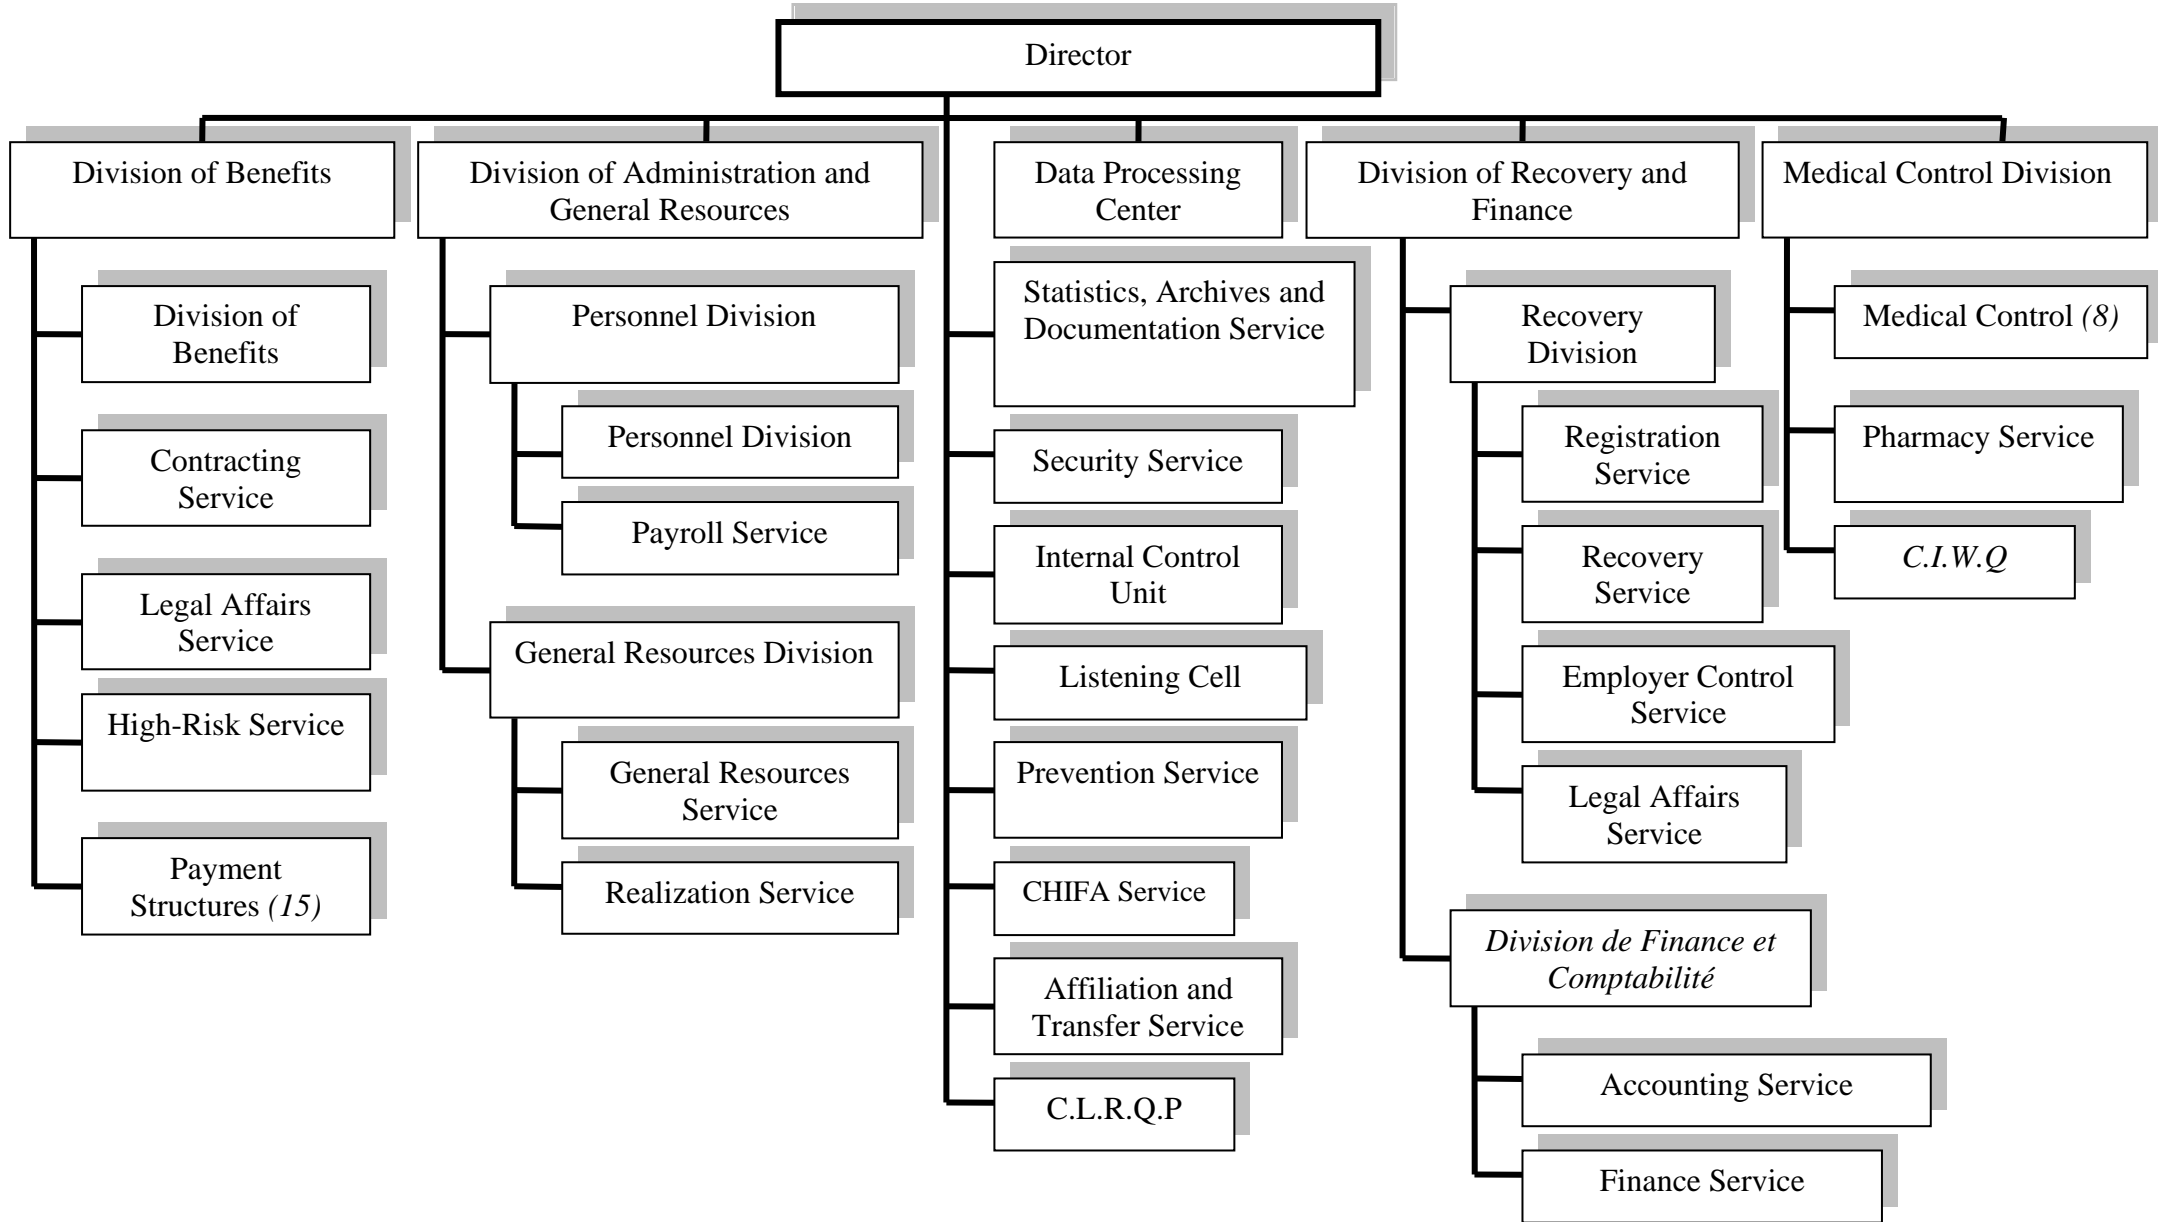 Director
Division of Benefits
Division of
Benefits
Contracting
Service
Legal Affairs
Service
High-Risk Service
Payment
Structures (15)
Division of Administration and
General Resources
Personnel Division
Personnel Division
Payroll Service
General Resources Division
General Resources
Service
Realization Service
Data Processing
Center
Statistics, Archives and
Documentation Service
Security Service
Internal Control
Unit
Listening Cell
Prevention Service
CHIFA Service
Affiliation and
Transfer Service
C.L.R.Q.P
Division of Recovery and
Finance
Recovery
Division
Registration
Service
Recovery
Service
Employer Control
Service
Legal Affairs
Service
Division de Finance et
Comptabilité
Accounting Service
Finance Service
Medical Control Division
Medical Control (8)
Pharmacy Service
C.I.W.Q